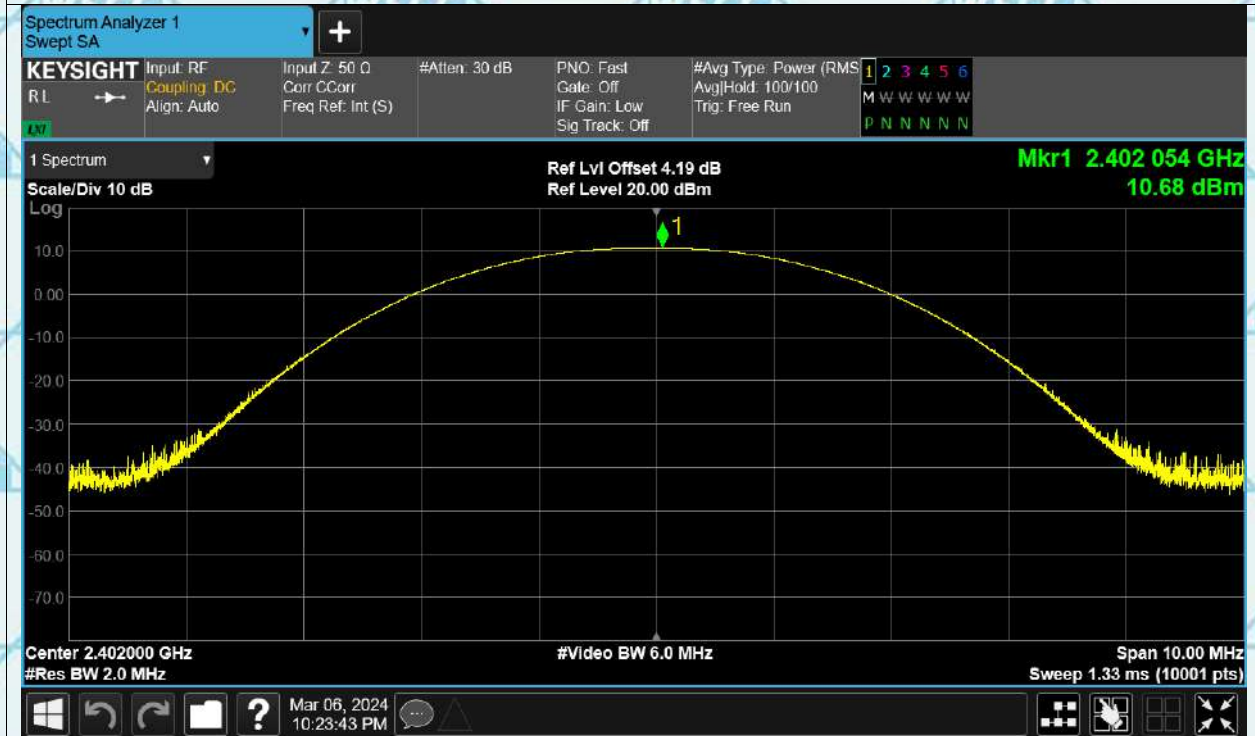 Spectrum Analyzer 1
Swept SA
+
KEYSIGHT
RL
LXI
Input: RF
Coupling: DC
Align: Auto
Input Z: 50 Ω
Corr CCorr
Freq Ref: Int (S)
#Atten: 30 dB
PNO: Fast
Gate: Off
IF Gain: Low
Sig Track: Off
#Avg Type: Power (RMS
Avg|Hold: 100/100
Trig: Free Run
1 2 3 4 5 6
M W W W W W
P N N N N N
1 Spectrum
Scale/Div 10 dB
Log
Ref Lvl Offset 4.19 dB
Ref Level 20.00 dBm
Mkr1 2.402 054 GHz
10.68 dBm
1
10.0
0.00
-10.0
-20.0
-30.0
-40.0
-50.0
-60.0
-70.0
Center 2.402000 GHz
#Res BW 2.0 MHz
#Video BW 6.0 MHz
Span 10.00 MHz
Sweep 1.33 ms (10001 pts)
?
Mar 06, 2024
10:23:43 PM